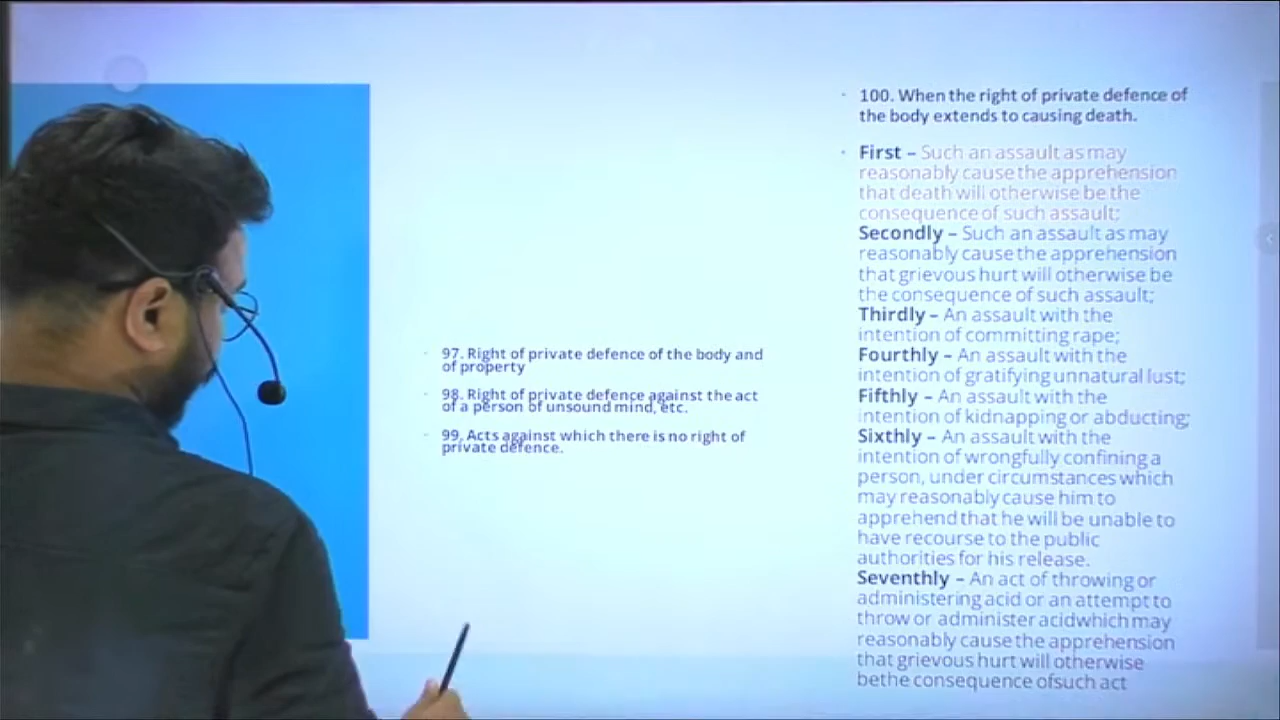 97. Right of private defence of the body and
of property
98. Right of private defence against the act
of a person of unsound mind, etc.
99. Acts against which there is no right of
private defence.
100. When the right of private defence of
the body extends to causing death.
First – Such an assault as may
reasonably cause the apprehension
that death will otherwise be the
consequence of such assault;
Secondly – Such an assault as may
reasonably cause the apprehension
that grievous hurt will otherwise be
the consequence of such assault;
Thirdly – An assault with the
intention of committing rape;
Fourthly – An assault with the
intention of gratifying unnatural lust;
Fifthly – An assault with the
intention of kidnapping or abducting;
Sixthly – An assault with the
intention of wrongfully confining a
person, under circumstances which
may reasonably cause him to
apprehend that he will be unable to
have recourse to the public
authorities for his release.
Seventhly – An act of throwing or
administering acid or an attempt to
throw or administer acidwhich may
reasonably cause the apprehension
that grievous hurt will otherwise
bethe consequence ofsuch act